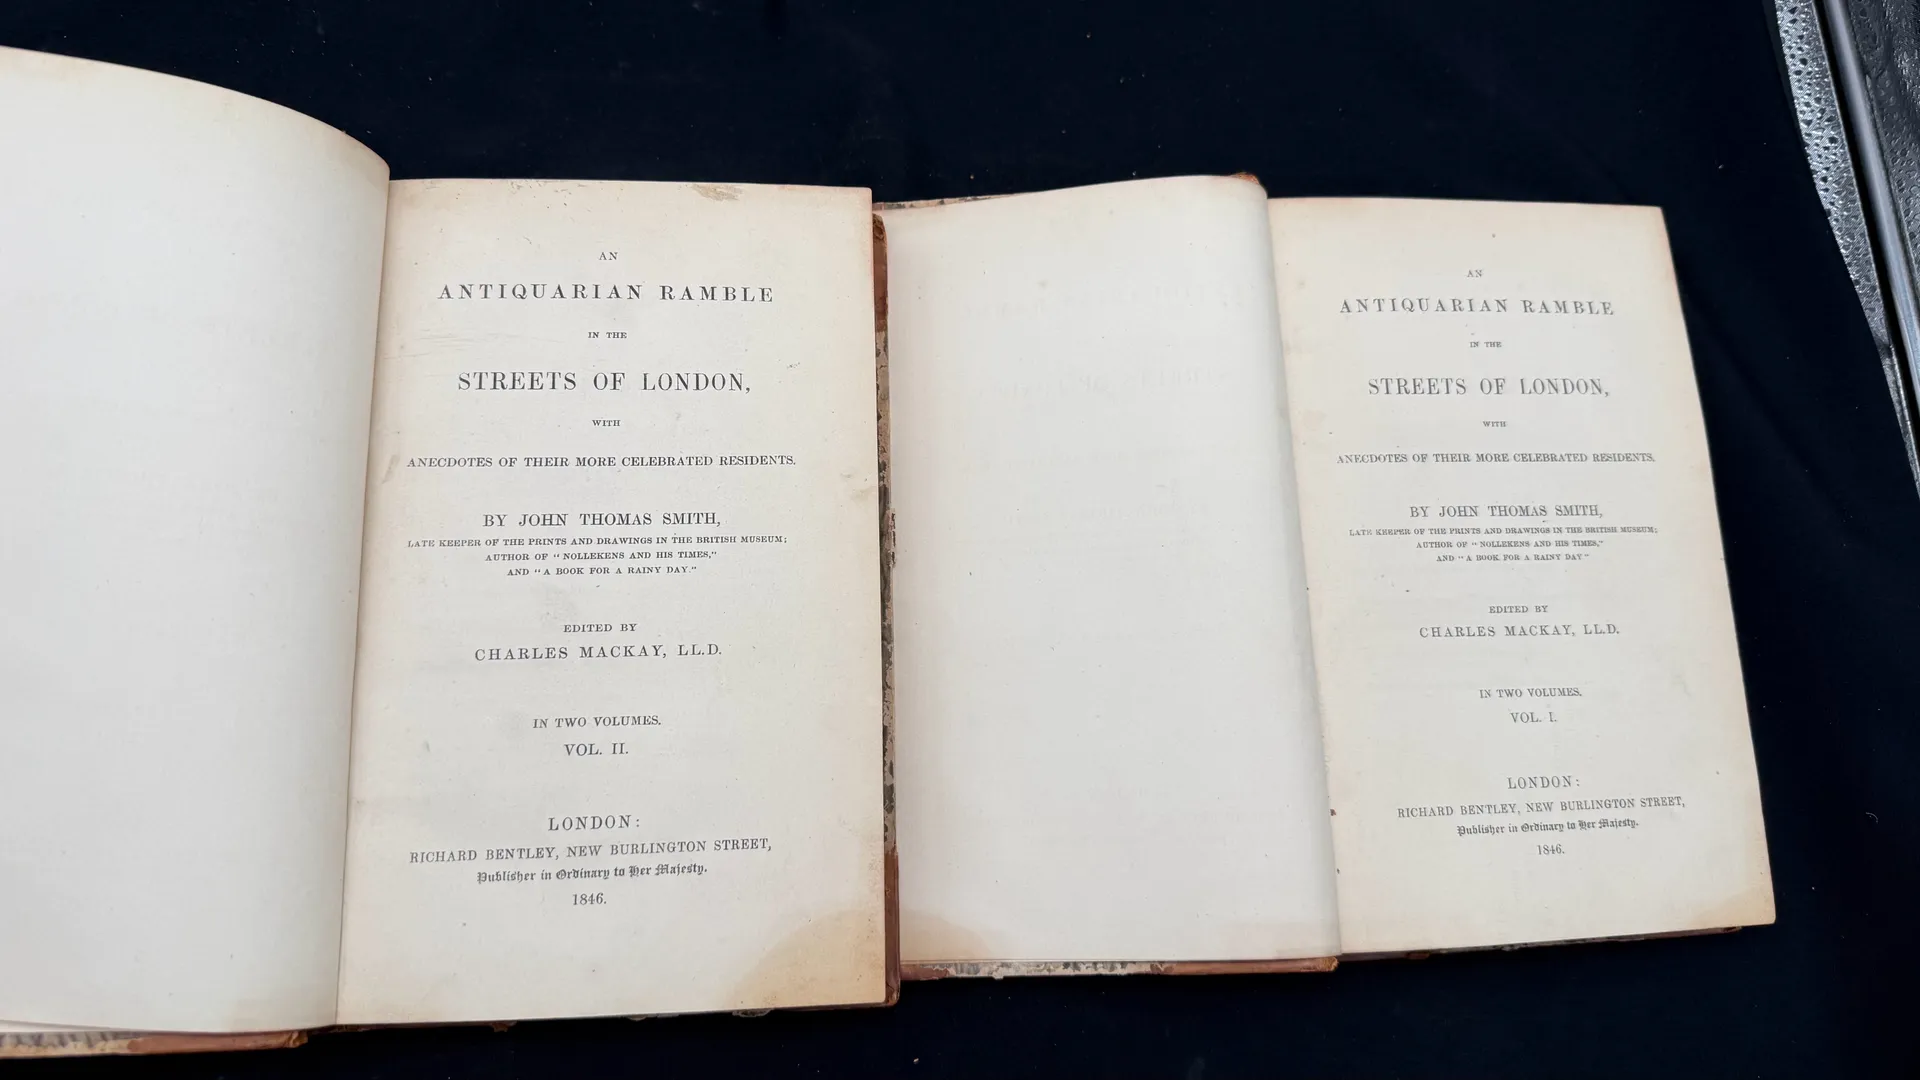 AN
ANTIQUARIAN RAMBLE
IN THE
STREETS OF LONDON,
WITH
ANECDOTES OF THEIR MORE CELEBRATED RESIDENTS.
BY JOHN THOMAS SMITH,
LATE KEEPER OF THE PRINTS AND DRAWINGS IN THE BRITISH MUSEUM;
AUTHOR OF "NOLLEKENS AND HIS TIMES,"
AND "A BOOK FOR A RAINY DAY."
EDITED BY
CHARLES MACKAY, LL.D.
IN TWO VOLUMES.
VOL. II.
LONDON:
RICHARD BENTLEY, NEW BURLINGTON STREET,
Publisher in Ordinary to Her Majesty.
1846.
AN
ANTIQUARIAN RAMBLE
IN THE
STREETS OF LONDON,
WITH
ANECDOTES OF THEIR MORE CELEBRATED RESIDENTS.
BY JOHN THOMAS SMITH,
LATE KEEPER OF THE PRINTS AND DRAWINGS IN THE BRITISH MUSEUM;
AUTHOR OF "NOLLEKENS AND HIS TIMES,"
AND "A BOOK FOR A RAINY DAY"
EDITED BY
CHARLES MACKAY, LL.D.
IN TWO VOLUMES.
VOL. I.
LONDON:
RICHARD BENTLEY, NEW BURLINGTON STREET,
Publisher in Ordinary to Her Majesty.
1846.